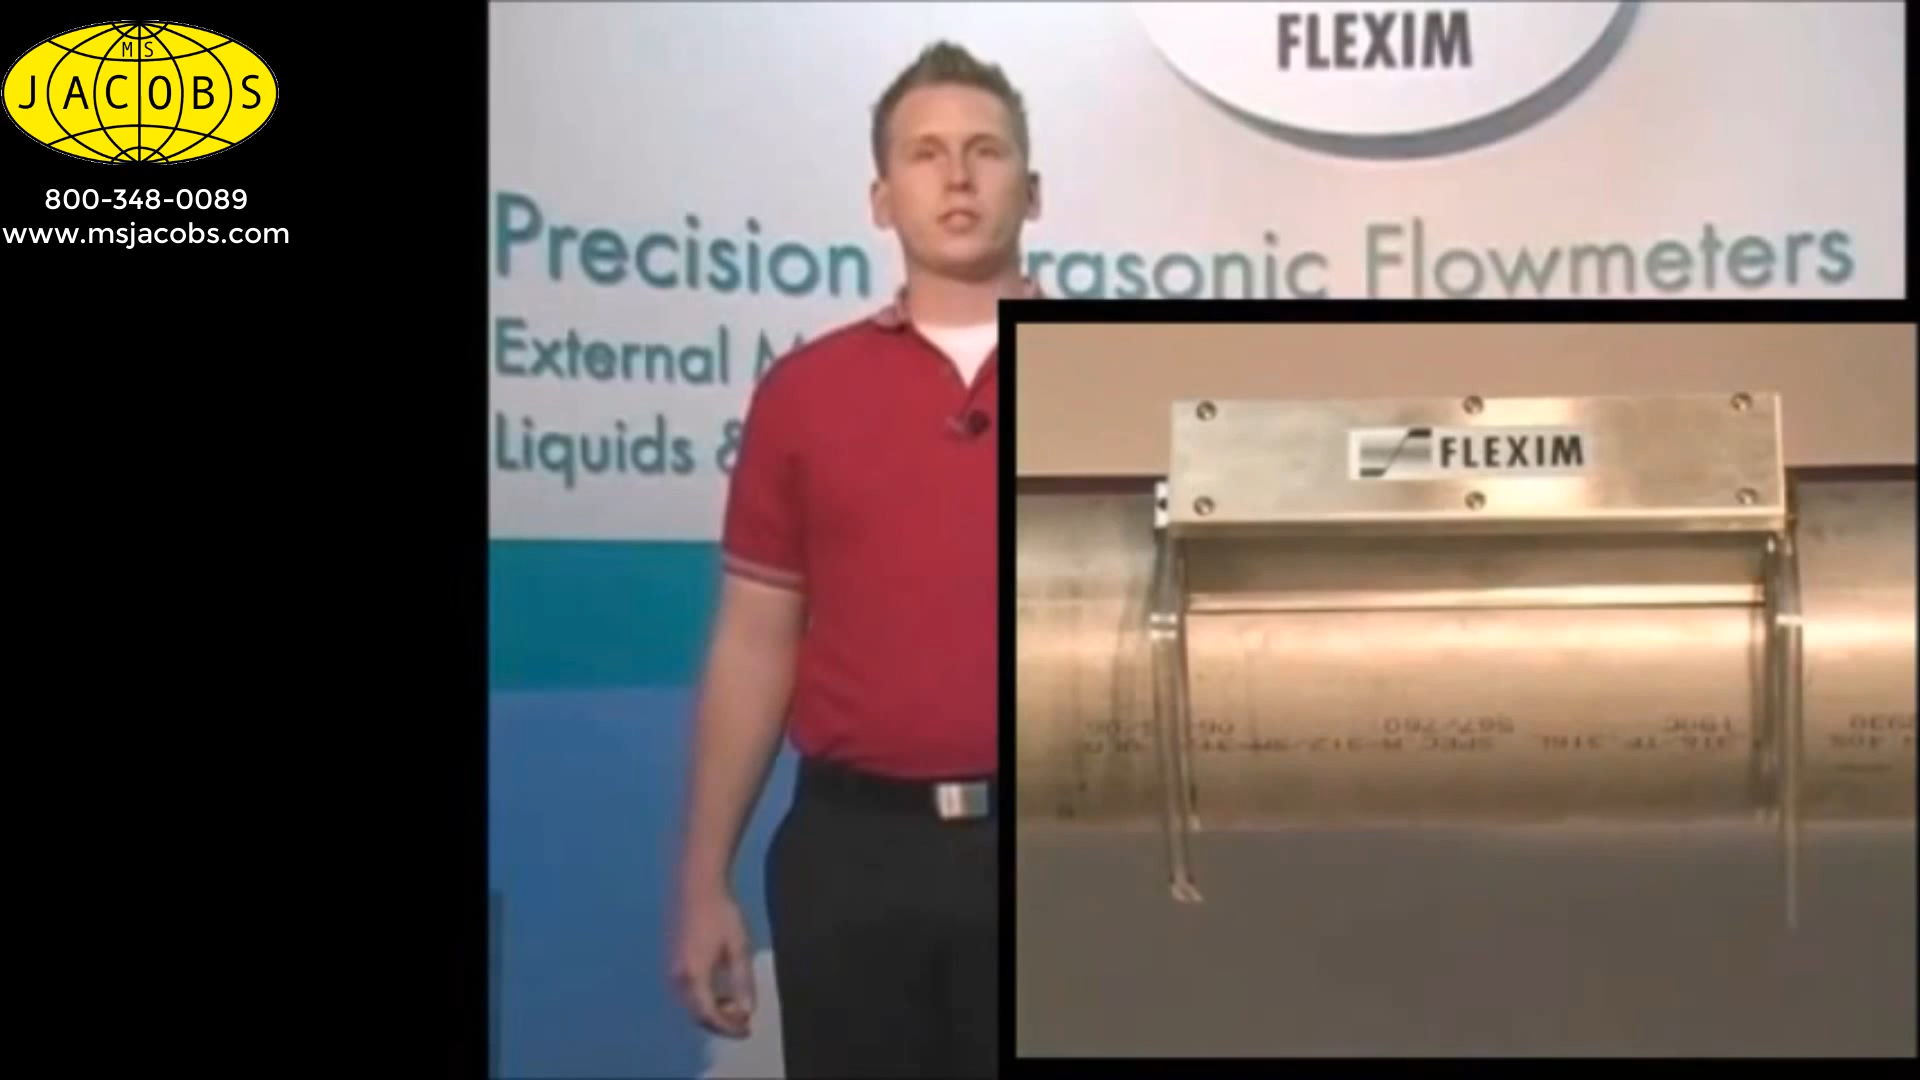 MS
JACOBS
800-348-0089
www.msjacobs.com
FLEXIM
Precision rasonic Flowmeters
External
Liquids &
FLEXIM